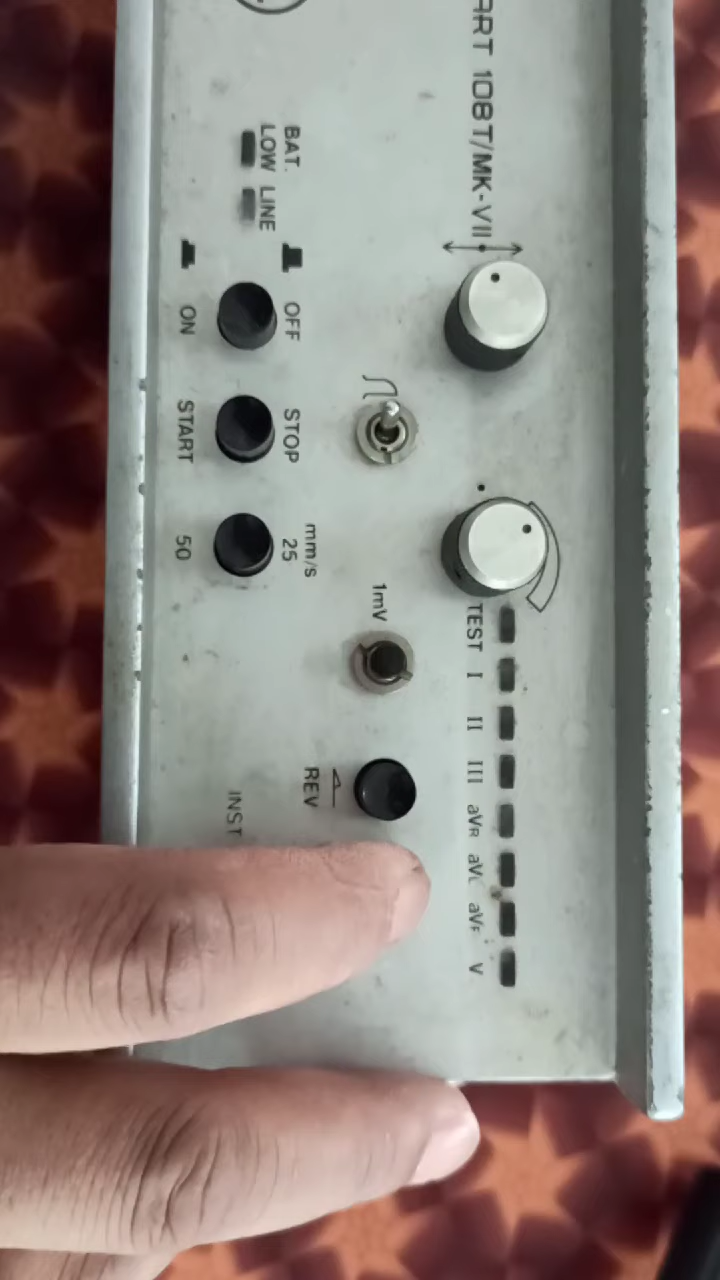 ART 108T/MK-VII
TEST I II III aVR aVL aVF V
1mV
REV
BAT.
LOW LINE
OFF STOP mm/s
25
ON START 50
INST